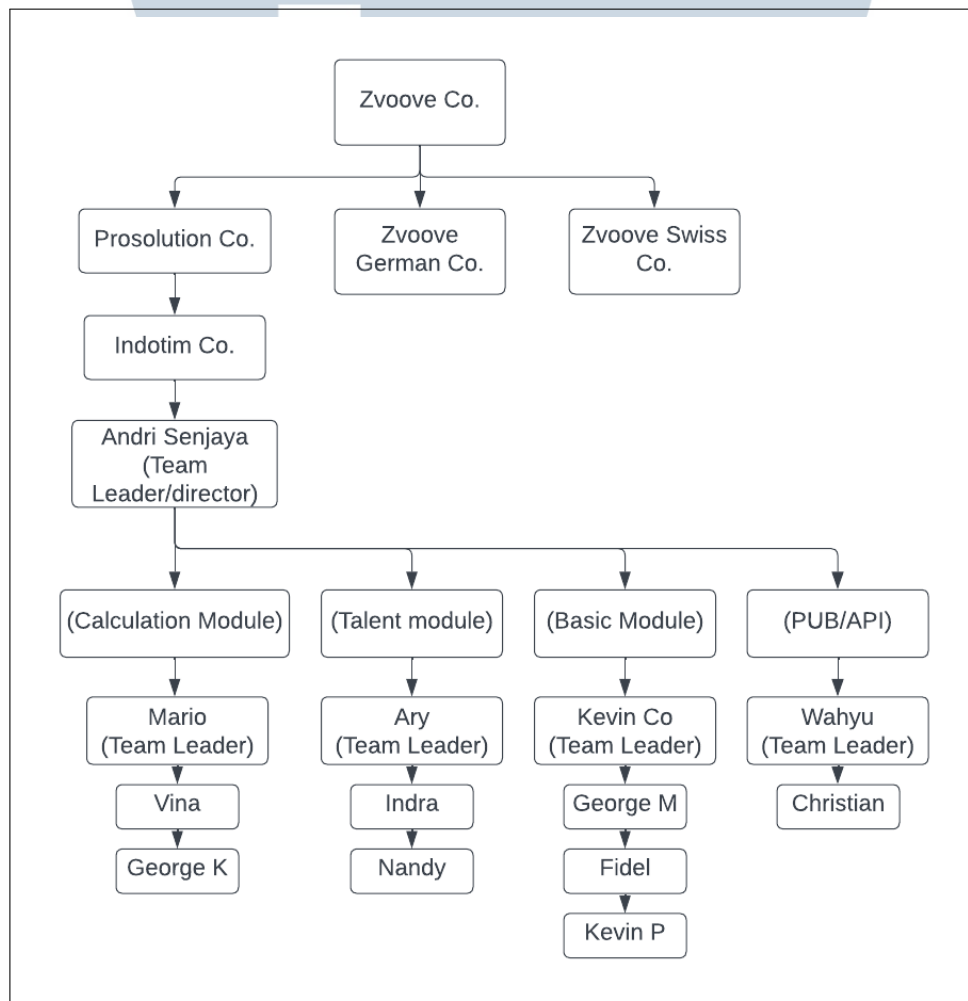 Zvoove Co.
Prosolution Co.
Zvoove
German Co.
Zvoove Swiss
Co.
Indotim Co.
Andri Senjaya
(Team
Leader/director)
(Calculation Module)
(Talent module)
(Basic Module)
(PUB/API)
Mario
(Team Leader)
Ary
(Team Leader)
Kevin Co
(Team Leader)
Wahyu
(Team Leader)
Vina
Indra
George M
Christian
George K
Nandy
Fidel
Kevin P